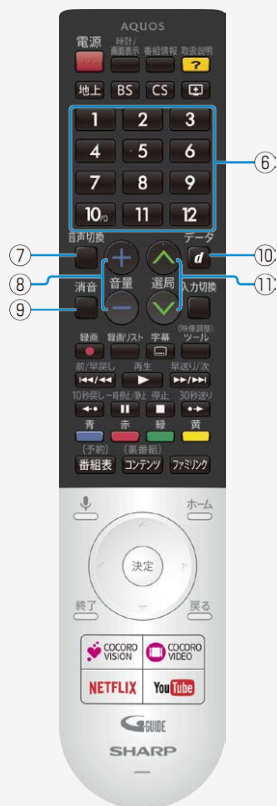 AQUOS
電源 時計/画面表示 番組情報 取扱説明
?
地上 BS CS
1 2 3
4 5 6 ⑥
7 8 9
10/0 11 12
⑦ 音声切換 データ
+ d ⑩
⑧ 音量 選局 ⑪
⑨ 消音 入力切換
−
(映像調整)
録画 録画リスト 字幕 ツール
前/早戻し 再生 早送り/次
10秒戻し 一時停止/静止 停止 30秒送り
青 赤 緑 黄
(予約) (裏番組)
番組表 コンテンツ ファミリンク
ホーム
決定
終了 戻る
COCORO VISION COCORO VIDEO
NETFLIX YouTube
G GUIDE
SHARP